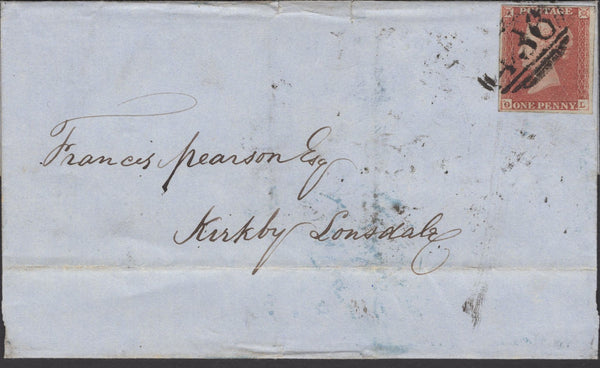 POSTAGE
ONE PENNY
D L
Francis Pearson Esq
Kirkby Lonsdale